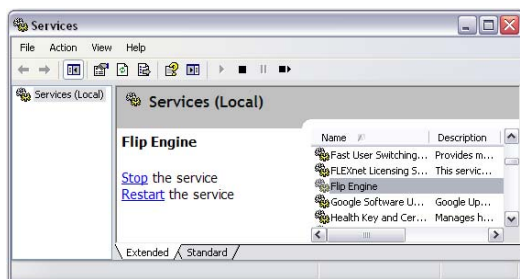 Services
File Action View Help
Services (Local)
Services (Local)
Flip Engine
Stop the service
Restart the service
Name Description
Fast User Switching... Provides m...
FLEXnet Licensing S... This servic...
Flip Engine
Google Software U... Google Up...
Health Key and Cer... Manages h...
Extended Standard